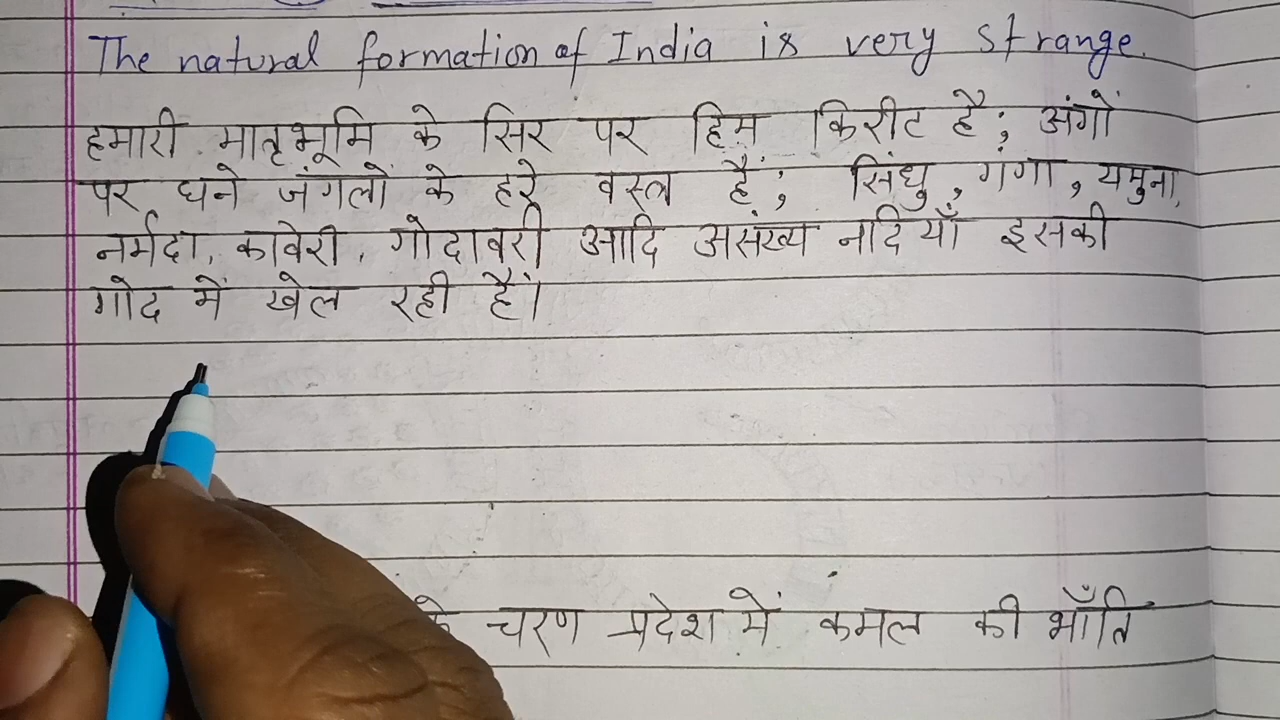 The natural formation of India is very strange.
हमारी मातृभूमि के सिर पर हिम किरीट है; अंगों
पर घने जंगलों के हरे वस्त्र हैं; सिंधु, गंगा, यमुना,
नर्मदा, कावेरी, गोदावरी आदि असंख्य नदियाँ इसकी
गोद में खेल रही हैं।
के चरण प्रदेश में कमल की भाँति